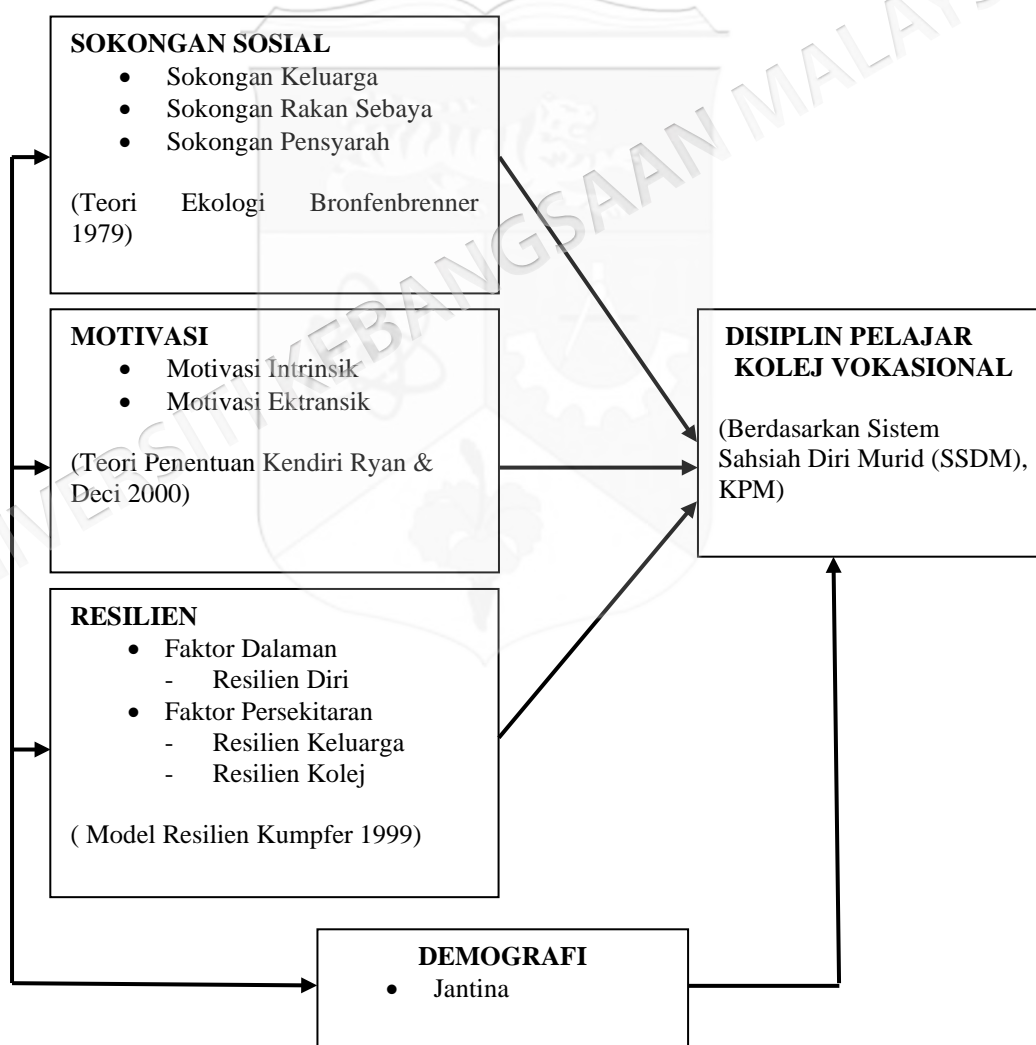 SOKONGAN SOSIAL
• Sokongan Keluarga
• Sokongan Rakan Sebaya
• Sokongan Pensyarah
(Teori Ekologi Bronfenbrenner
1979)
MOTIVASI
• Motivasi Intrinsik
• Motivasi Ektransik
(Teori Penentuan Kendiri Ryan &
Deci 2000)
RESILIEN
• Faktor Dalaman
- Resilien Diri
• Faktor Persekitaran
- Resilien Keluarga
- Resilien Kolej
( Model Resilien Kumpfer 1999)
DEMOGRAFI
• Jantina
DISIPLIN PELAJAR
KOLEJ VOKASIONAL
(Berdasarkan Sistem
Sahsiah Diri Murid (SSDM),
KPM)